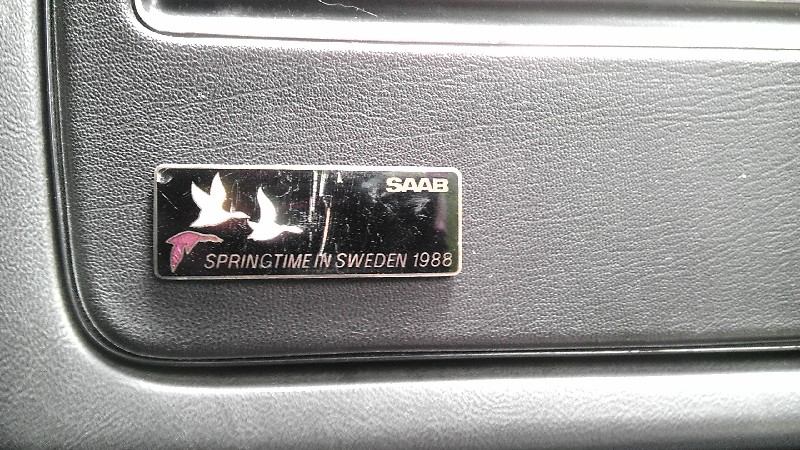 SAAB
SPRINGTIME IN SWEDEN 1988